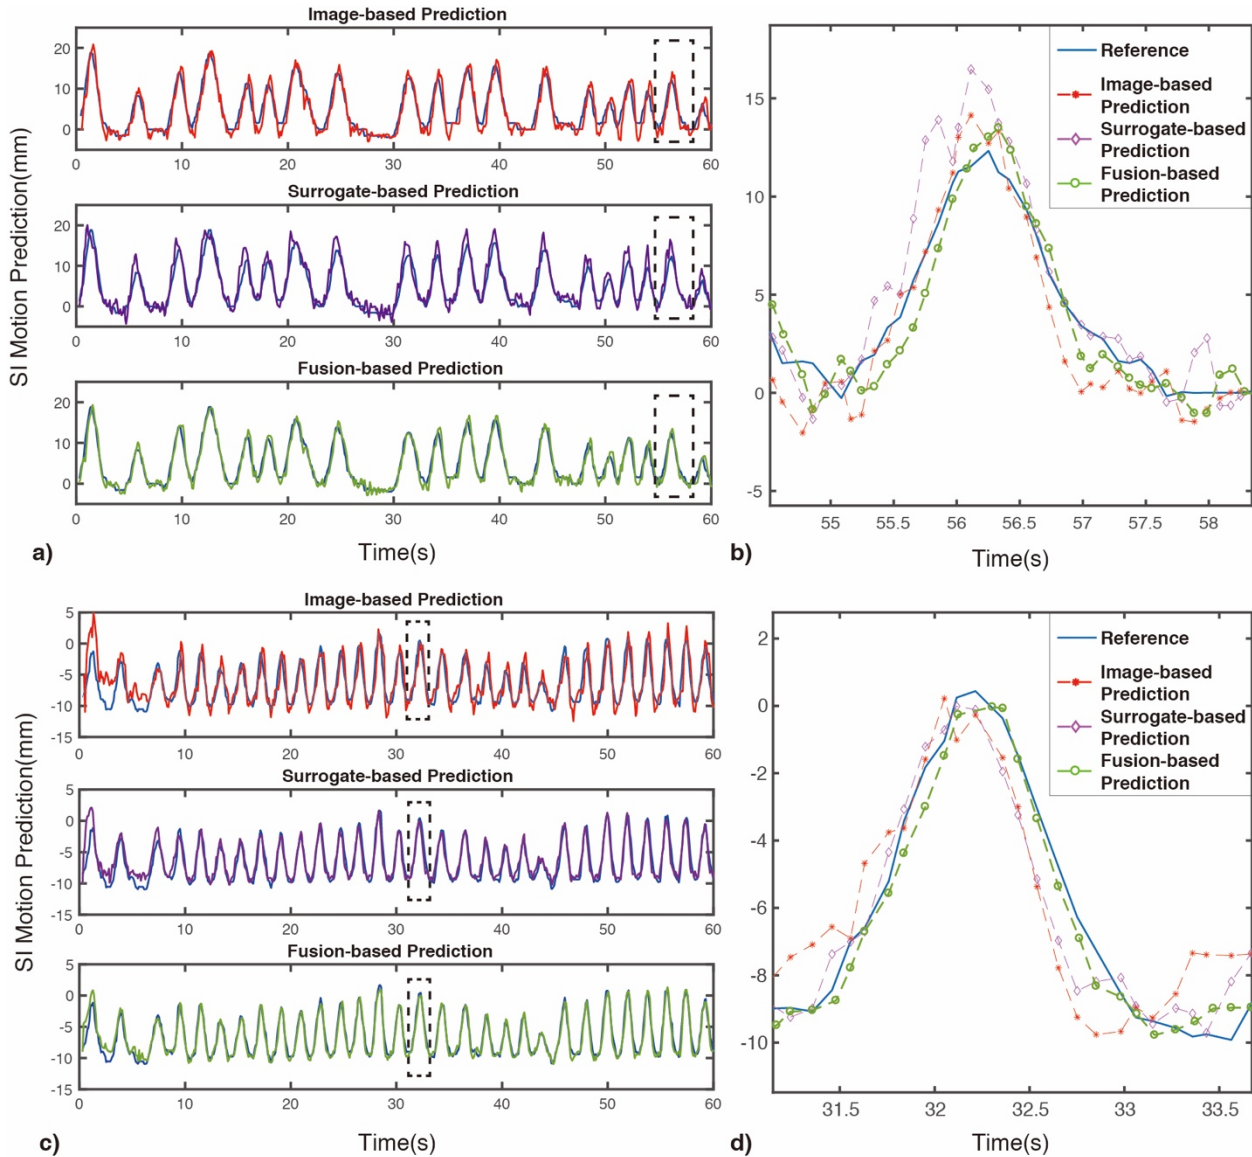 Image-based Prediction
20
10
0
0 10 20 30 40 50 60
Surrogate-based Prediction
20
10
0
0 10 20 30 40 50 60
Fusion-based Prediction
20
10
0
0 10 20 30 40 50 60
SI Motion Prediction(mm)
Time(s)
a)
15
10
5
0
-5
55 55.5 56 56.5 57 57.5 58
Reference
Image-based
Prediction
Surrogate-based
Prediction
Fusion-based
Prediction
Time(s)
b)
Image-based Prediction
5
0
-5
-10
-15
0 10 20 30 40 50 60
Surrogate-based Prediction
5
0
-5
-10
-15
0 10 20 30 40 50 60
Fusion-based Prediction
5
0
-5
-10
-15
0 10 20 30 40 50 60
SI Motion Prediction(mm)
Time(s)
c)
2
0
-2
-4
-6
-8
-10
31.5 32 32.5 33 33.5
Reference
Image-based
Prediction
Surrogate-based
Prediction
Fusion-based
Prediction
Time(s)
d)